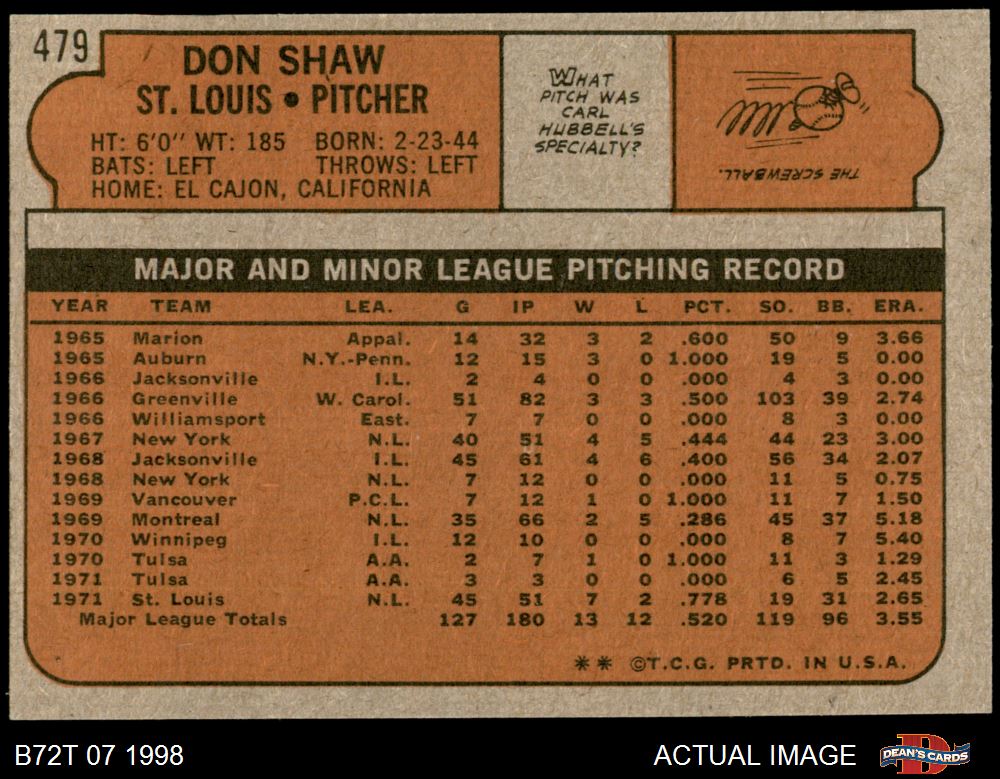 479
DON SHAW
ST. LOUIS • PITCHER
HT: 6'0" WT: 185 BORN: 2-23-44
BATS: LEFT THROWS: LEFT
HOME: EL CAJON, CALIFORNIA
WHAT
PITCH WAS
CARL
HUBBELL'S
SPECIALTY?
THE SCREWBALL.
MAJOR AND MINOR LEAGUE PITCHING RECORD
YEAR TEAM LEA. G IP W L PCT. SO. BB. ERA.
1965 Marion Appal. 14 32 3 2 .600 50 9 3.66
1965 Auburn N.Y.-Penn. 12 15 3 0 1.000 19 5 0.00
1966 Jacksonville I.L. 2 4 0 0 .000 4 3 0.00
1966 Greenville W. Carol. 51 82 3 3 .500 103 39 2.74
1966 Williamsport East. 7 7 0 0 .000 8 3 0.00
1967 New York N.L. 40 51 4 5 .444 44 23 3.00
1968 Jacksonville I.L. 45 61 4 6 .400 56 34 2.07
1968 New York N.L. 7 12 0 0 .000 11 5 0.75
1969 Vancouver P.C.L. 7 12 1 0 1.000 11 7 1.50
1969 Montreal N.L. 35 66 2 5 .286 45 37 5.18
1970 Winnipeg I.L. 12 10 0 0 .000 8 7 5.40
1970 Tulsa A.A. 2 7 1 0 1.000 11 3 1.29
1971 Tulsa A.A. 3 3 0 0 .000 6 5 2.45
1971 St. Louis N.L. 45 51 7 2 .778 19 31 2.65
Major League Totals 127 180 13 12 .520 119 96 3.55
** ©T.C.G. PRTD. IN U.S.A.
B72T 07 1998
ACTUAL IMAGE
DEAN'S CARDS